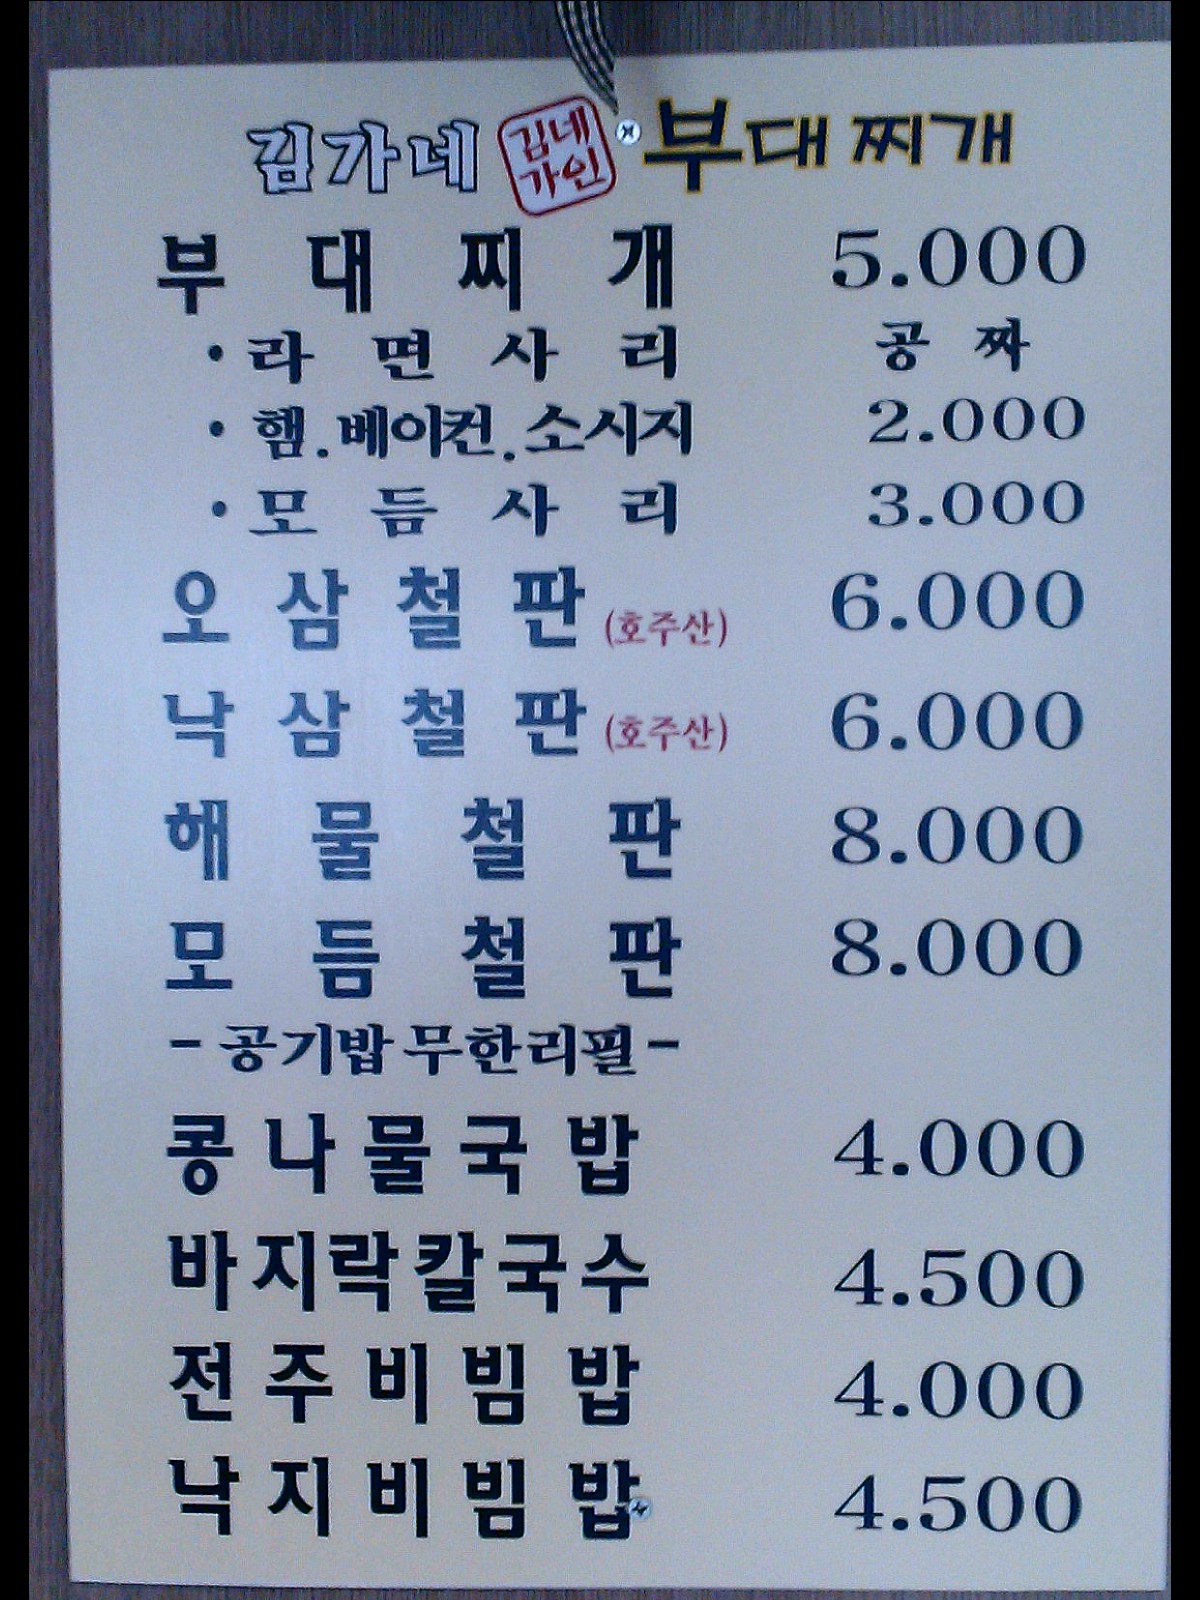 김가네 김네가인 부대찌개
부대찌개 5.000
·라면사리 공짜
·햄.베이컨.소시지 2.000
·모듬사리 3.000
오삼철판(호주산) 6.000
낙삼철판(호주산) 6.000
해물철판 8.000
모듬철판 8.000
-공기밥 무한리필-
콩나물국밥 4.000
바지락칼국수 4.500
전주비빔밥 4.000
낙지비빔밥 4.500